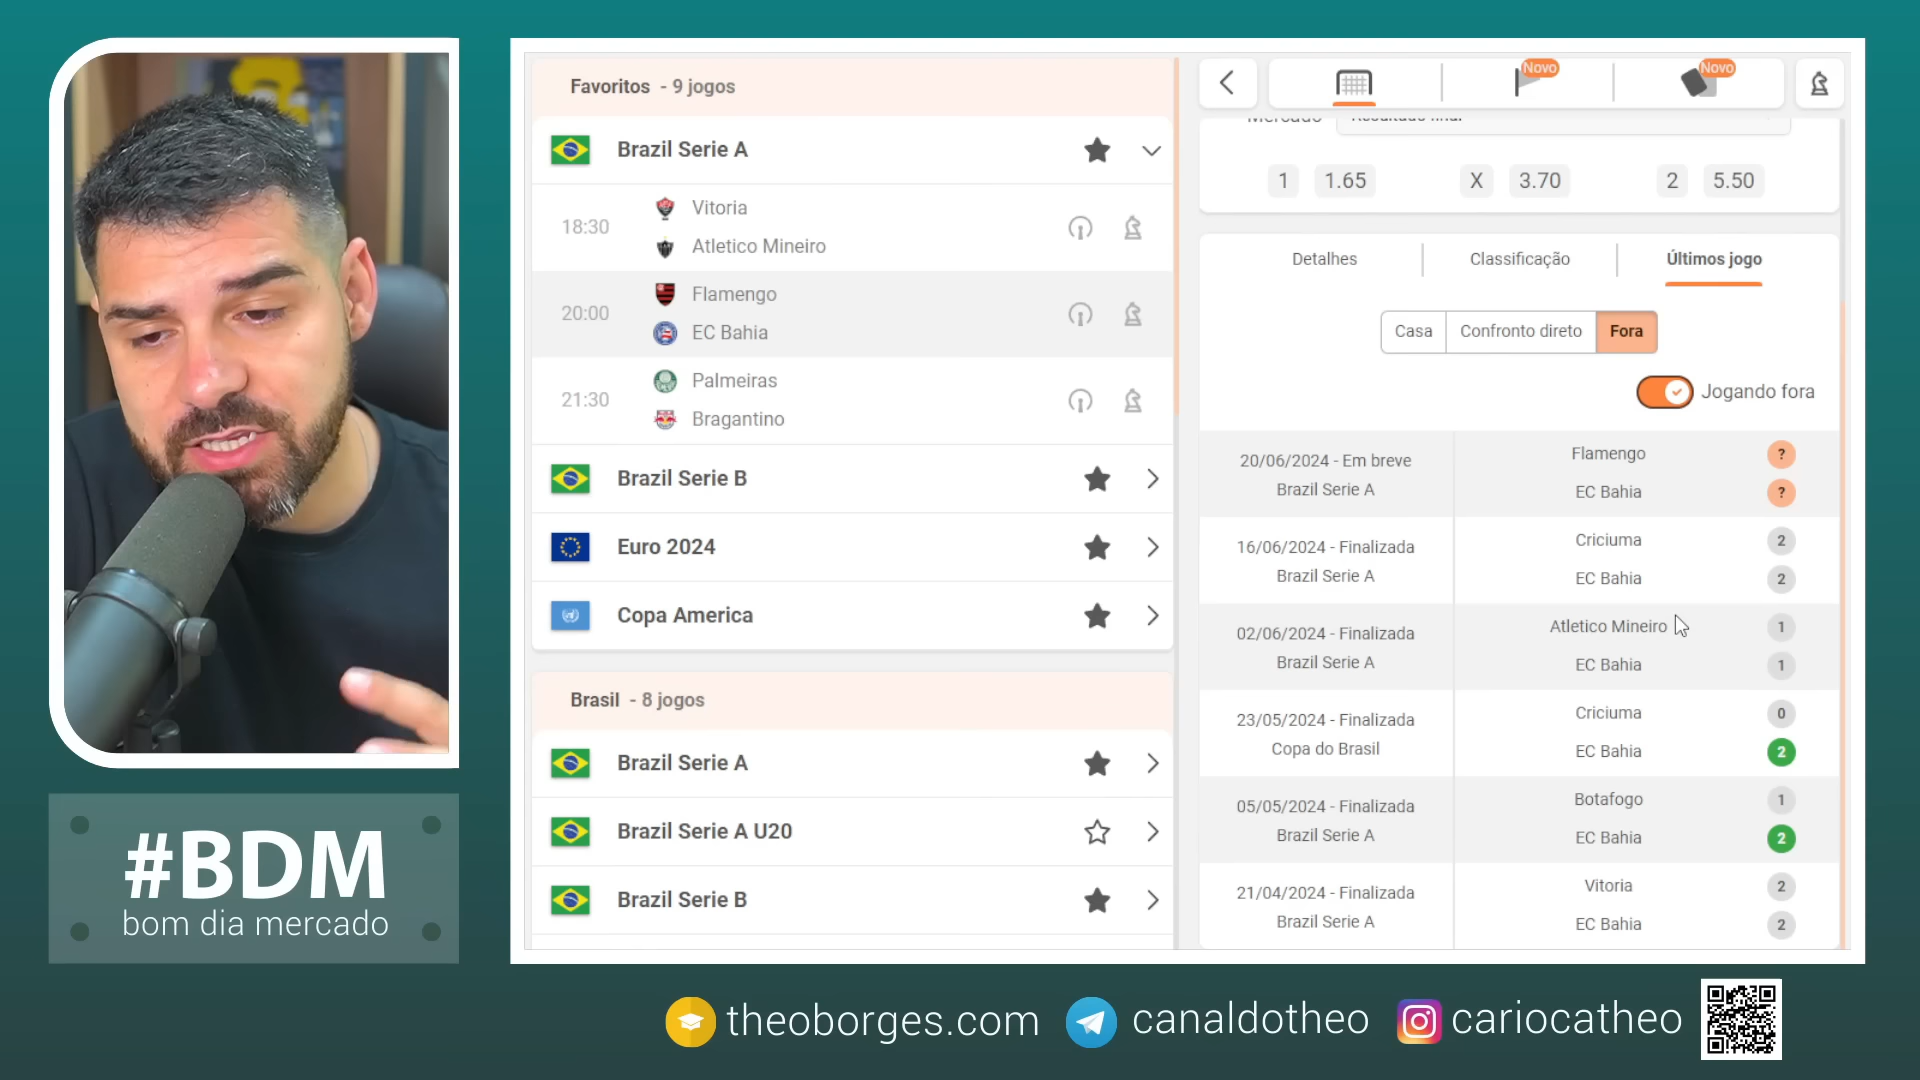 Favoritos - 9 jogos
Brazil Serie A
18:30
Vitoria
Atletico Mineiro
20:00
Flamengo
EC Bahia
21:30
Palmeiras
Bragantino
Brazil Serie B
Euro 2024
Copa America
Brasil - 8 jogos
Brazil Serie A
Brazil Serie A U20
Brazil Serie B
Novo
Novo
Mercado Resultado final
1 1.65 X 3.70 2 5.50
Detalhes Classificação Últimos jogo
Casa Confronto direto Fora
Jogando fora
20/06/2024 - Em breve
Brazil Serie A
Flamengo ?
EC Bahia ?
16/06/2024 - Finalizada
Brazil Serie A
Criciuma 2
EC Bahia 2
02/06/2024 - Finalizada
Brazil Serie A
Atletico Mineiro 1
EC Bahia 1
23/05/2024 - Finalizada
Copa do Brasil
Criciuma 0
EC Bahia 2
05/05/2024 - Finalizada
Brazil Serie A
Botafogo 1
EC Bahia 2
21/04/2024 - Finalizada
Brazil Serie A
Vitoria 2
EC Bahia 2
#BDM
bom dia mercado
theoborges.com canaldotheo cariocatheo